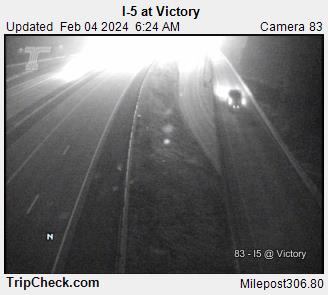 I-5 at Victory
Updated  Feb 04 2024  6:24 AM
Camera 83
T
N
83 - I5 @ Victory
TripCheck.com
Milepost306.80